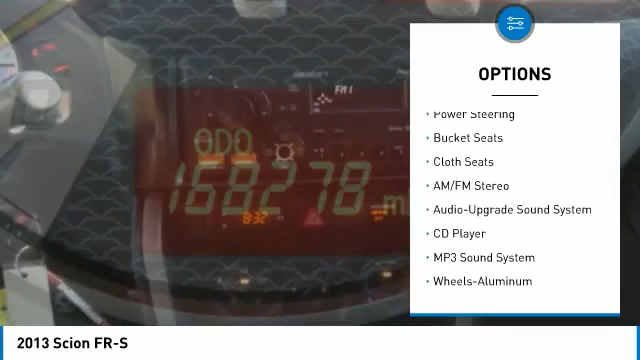 OPTIONS
Power Steering
Bucket Seats
Cloth Seats
AM/FM Stereo
Audio-Upgrade Sound System
CD Player
MP3 Sound System
Wheels-Aluminum
FM1
ODO
168278 mi
8:32
2013 Scion FR-S